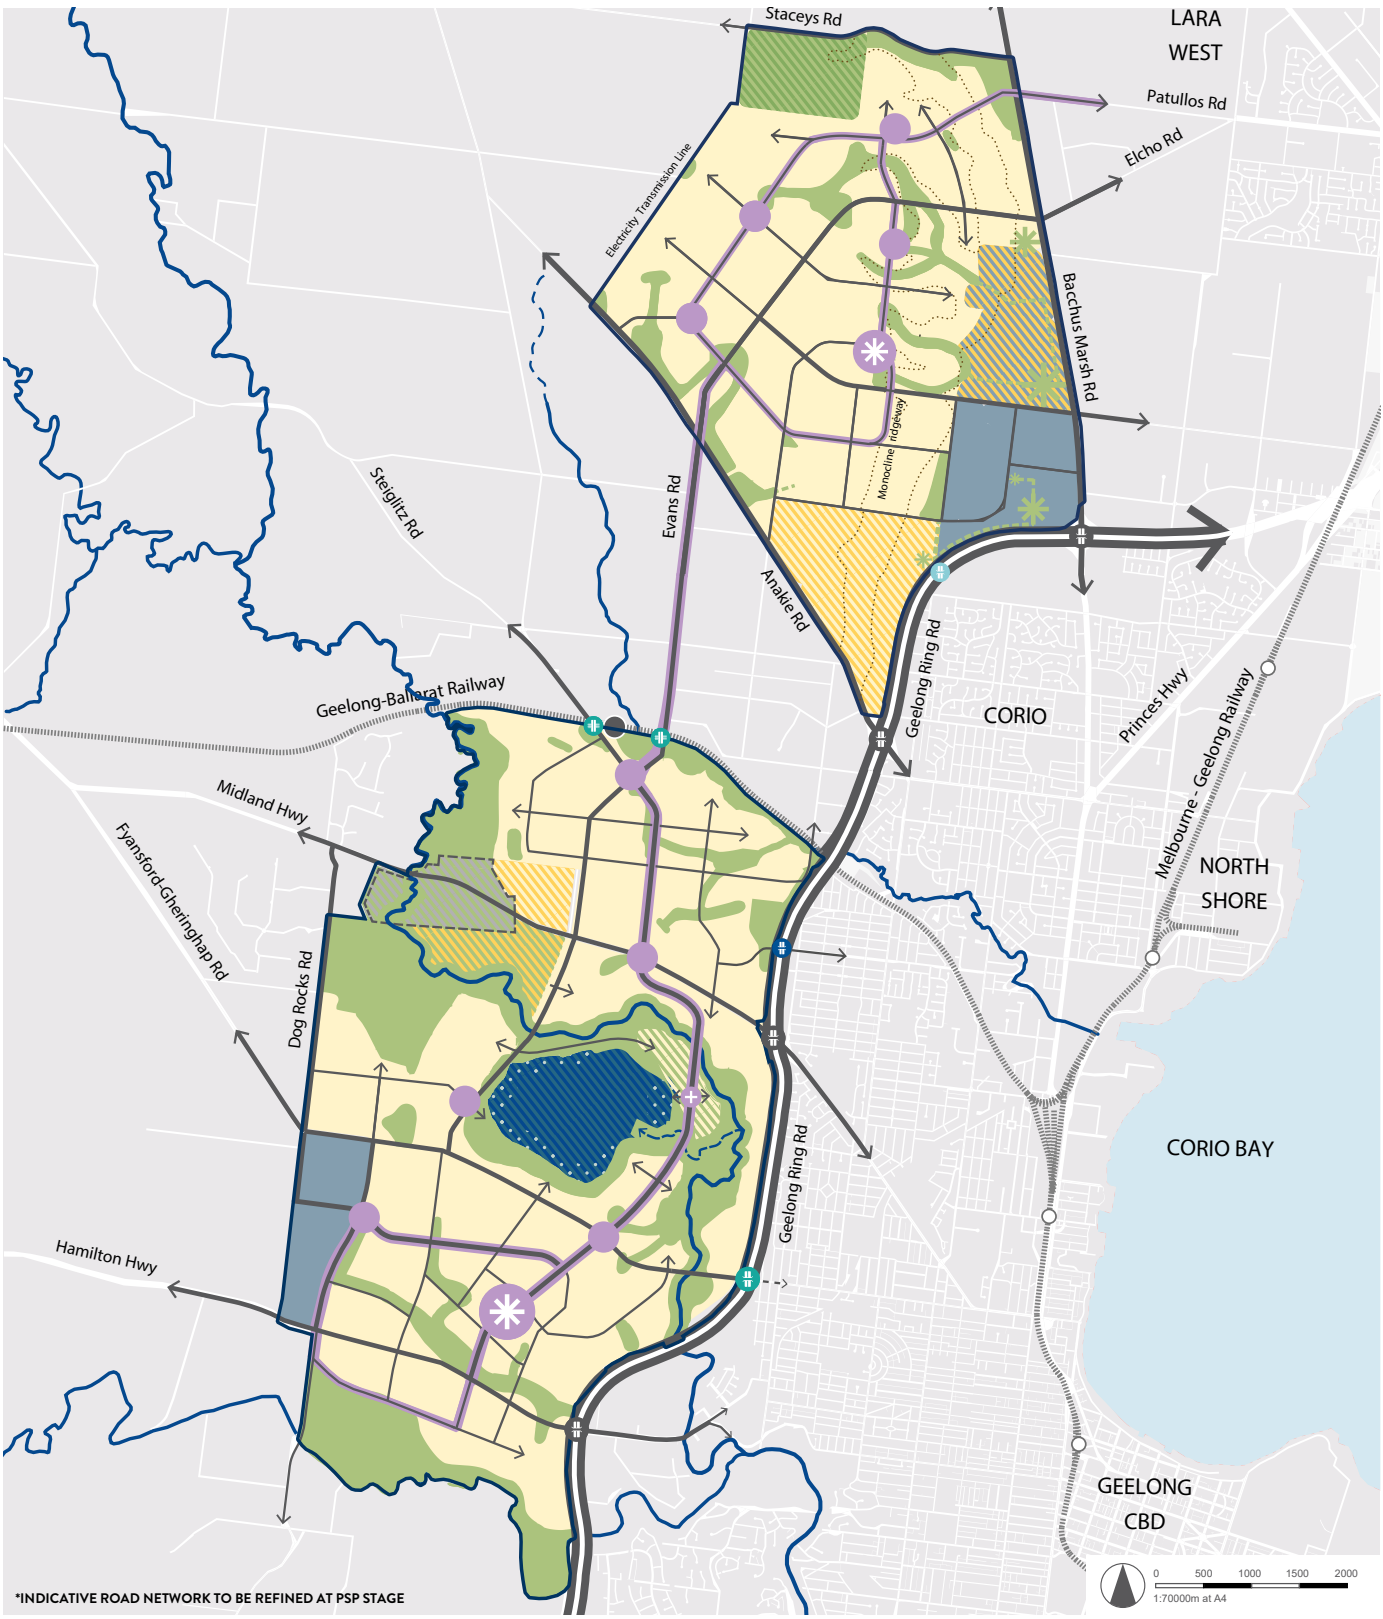 Staceys Rd
LARA
WEST
Patullos Rd
Elcho Rd
Electricity Transmission Line
Bacchus Marsh Rd
Monocline ridgeway
Steiglitz Rd
Evans Rd
Anakie Rd
Geelong Ring Rd
Geelong-Ballarat Railway
CORIO
Princes Hwy
Melbourne - Geelong Railway
Midland Hwy
Fyansford-Gheringhap Rd
NORTH
SHORE
Dog Rocks Rd
CORIO BAY
Geelong Ring Rd
Hamilton Hwy
GEELONG
CBD
0 500 1000 1500 2000
1:70000m at A4
*INDICATIVE ROAD NETWORK TO BE REFINED AT PSP STAGE